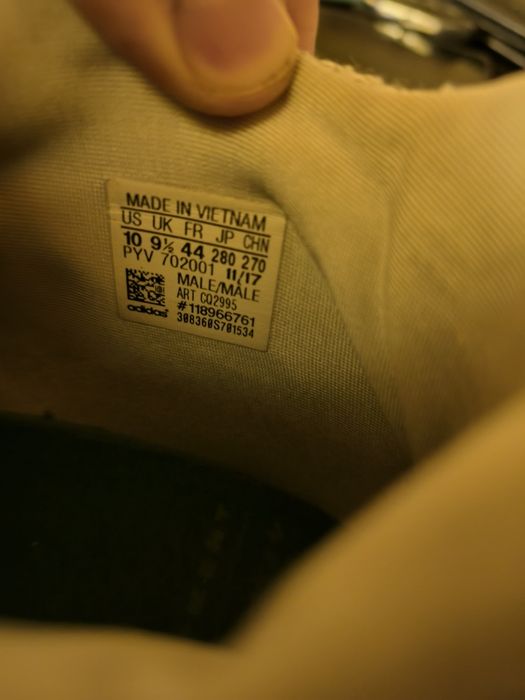 MADE IN VIETNAM
US UK FR JP CHN
10 9½ 44 280 270
PYV 702001 11/17
MALE/MALE
ART CQ2995
#118966761
adidas 308360S701534